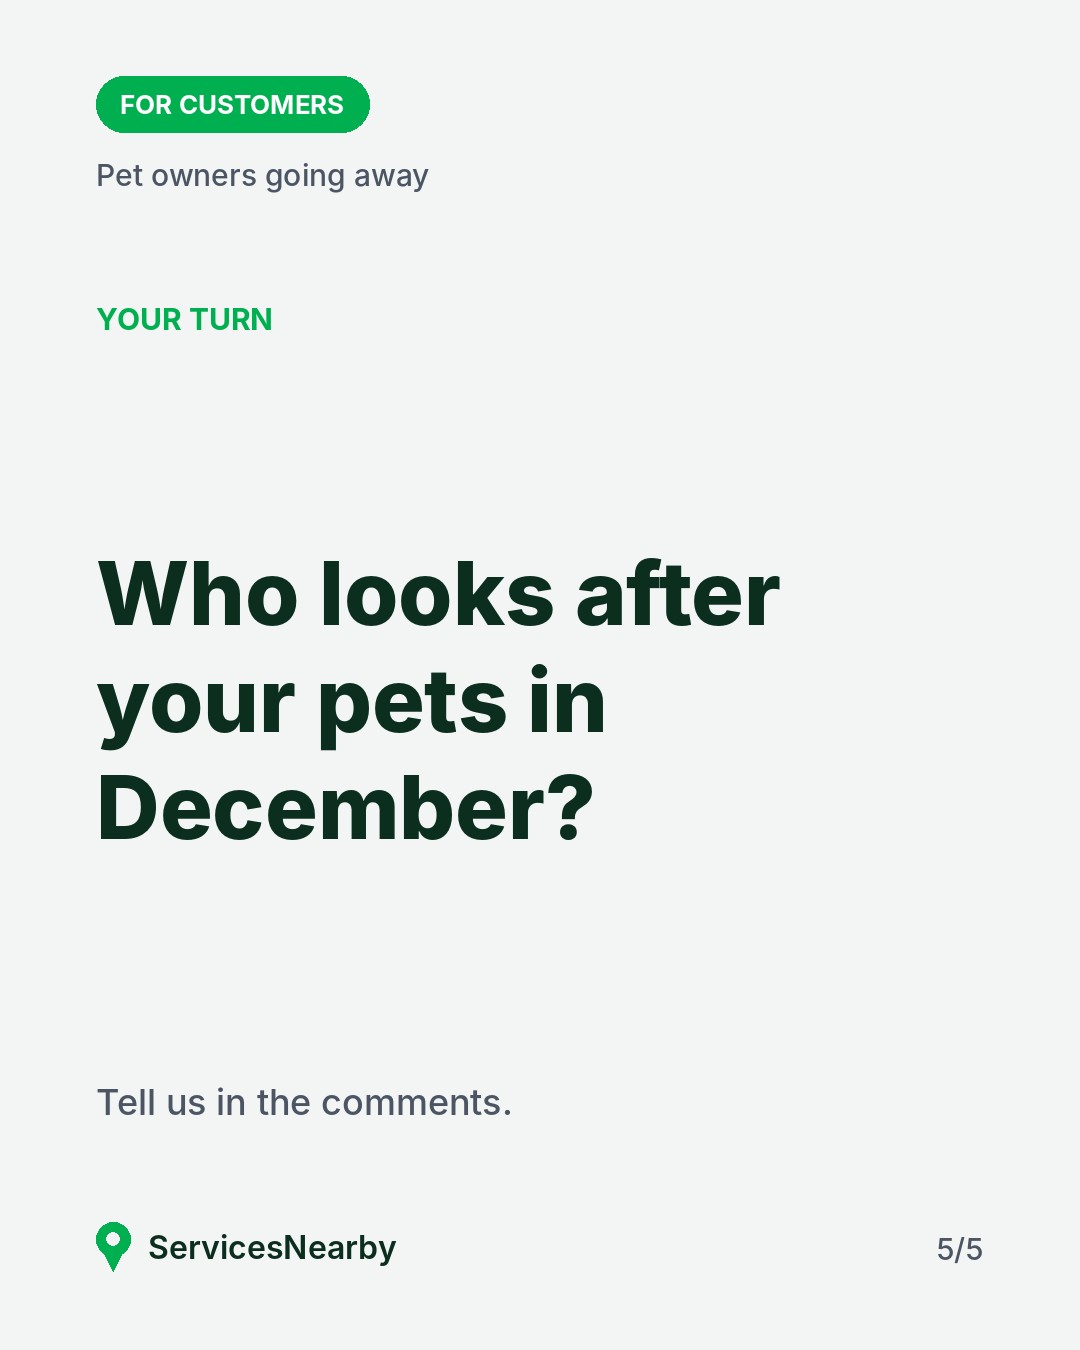 FOR CUSTOMERS
Pet owners going away
YOUR TURN
Who looks after
your pets in
December?
Tell us in the comments.
ServicesNearby
5/5